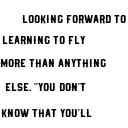 LOOKING FORWARD TO
LEARNING TO FLY
MORE THAN ANYTHING
ELSE. "YOU DON'T
KNOW THAT YOU'LL